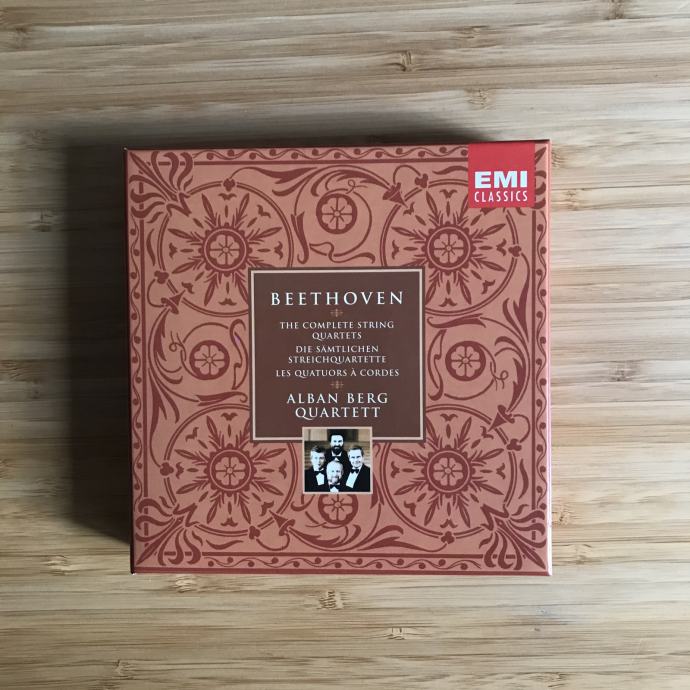 EMI
CLASSICS
BEETHOVEN
THE COMPLETE STRING
QUARTETS
DIE SÄMTLICHEN
STREICHQUARTETTE
LES QUATUORS À CORDES
ALBAN BERG
QUARTETT